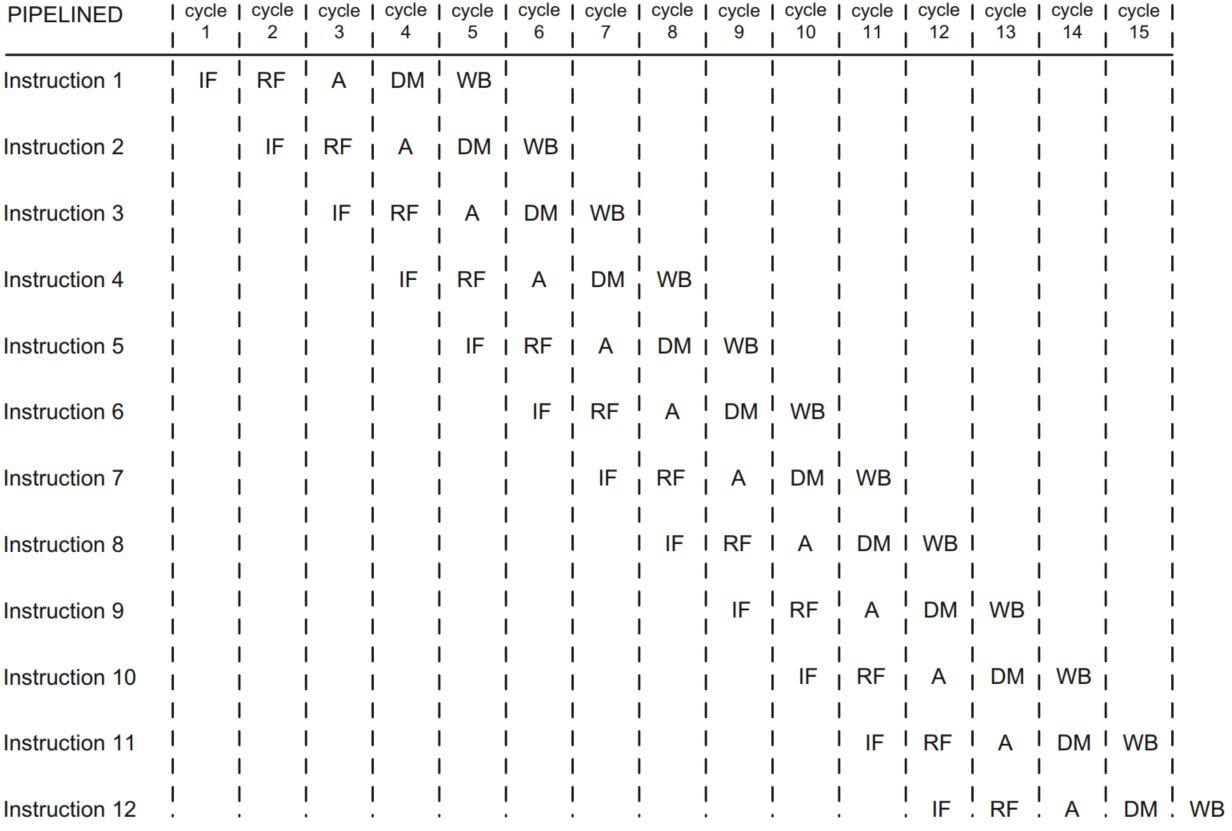 PIPELINED cycle cycle cycle cycle cycle cycle cycle cycle cycle cycle cycle cycle cycle cycle cycle
1 2 3 4 5 6 7 8 9 10 11 12 13 14 15
Instruction 1 IF RF A DM WB
Instruction 2 IF RF A DM WB
Instruction 3 IF RF A DM WB
Instruction 4 IF RF A DM WB
Instruction 5 IF RF A DM WB
Instruction 6 IF RF A DM WB
Instruction 7 IF RF A DM WB
Instruction 8 IF RF A DM WB
Instruction 9 IF RF A DM WB
Instruction 10 IF RF A DM WB
Instruction 11 IF RF A DM WB
Instruction 12 IF RF A DM WB